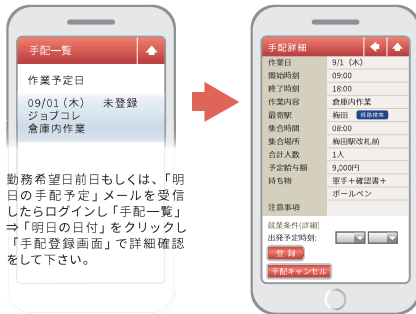 手配一覧
作業予定日
09/01（木） 未登録
ジョブコレ
倉庫内作業
勤務希望日前日もしくは、「明
日の手配予定」メールを受信
したらログインし「手配一覧」
⇒「明日の日付」をクリックし
「手配登録画面」で詳細確認
をして下さい。
手配詳細
作業日 9/1（木）
開始時刻 09:00
終了時刻 18:00
作業内容 倉庫内作業
最寄駅 梅田 経路検索
集合時間 08:00
集合場所 梅田駅改札前
合計人数 1人
予定給与額 9,000円
持ち物 軍手＋確認書＋
ボールペン
注意事項
就業条件(詳細)
出発予定時刻:
登 録
手配キャンセル